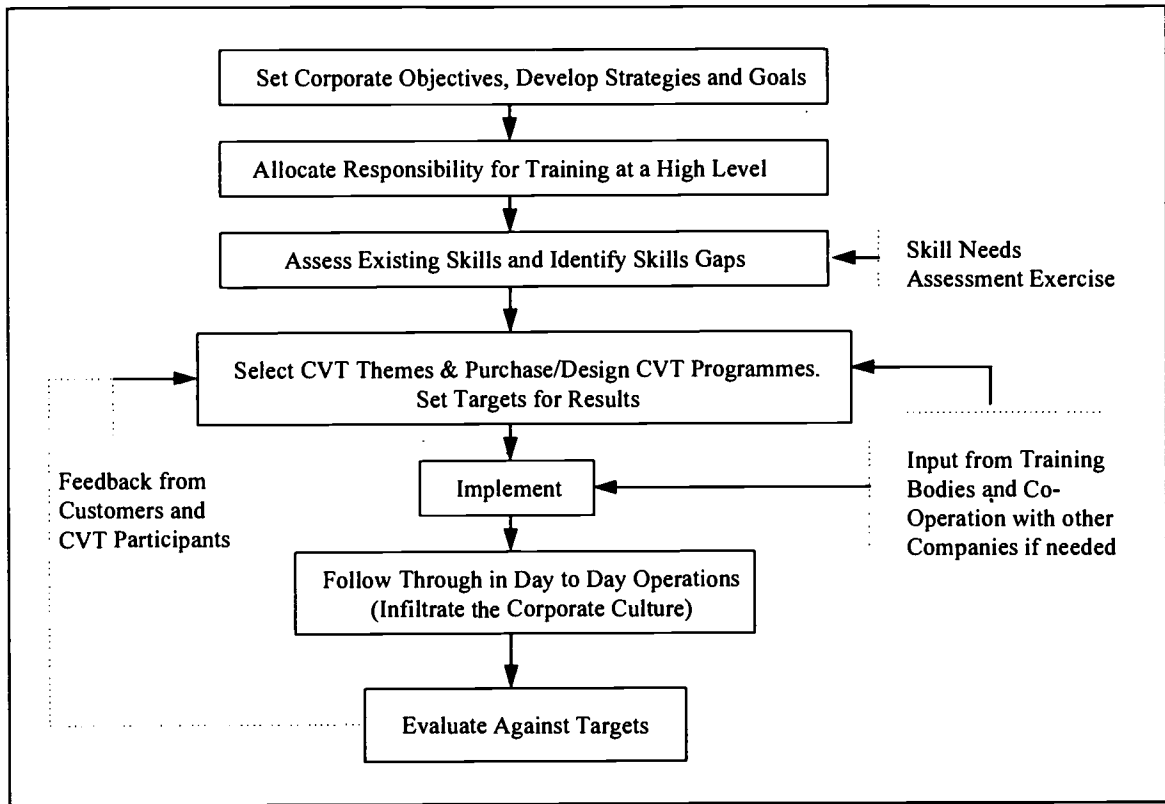 Set Corporate Objectives, Develop Strategies and Goals
Allocate Responsibility for Training at a High Level
Assess Existing Skills and Identify Skills Gaps
Skill Needs
Assessment Exercise
Select CVT Themes & Purchase/Design CVT Programmes.
Set Targets for Results
Implement
Feedback from
Customers and
CVT Participants
Input from Training
Bodies and Co-
Operation with other
Companies if needed
Follow Through in Day to Day Operations
(Infiltrate the Corporate Culture)
Evaluate Against Targets